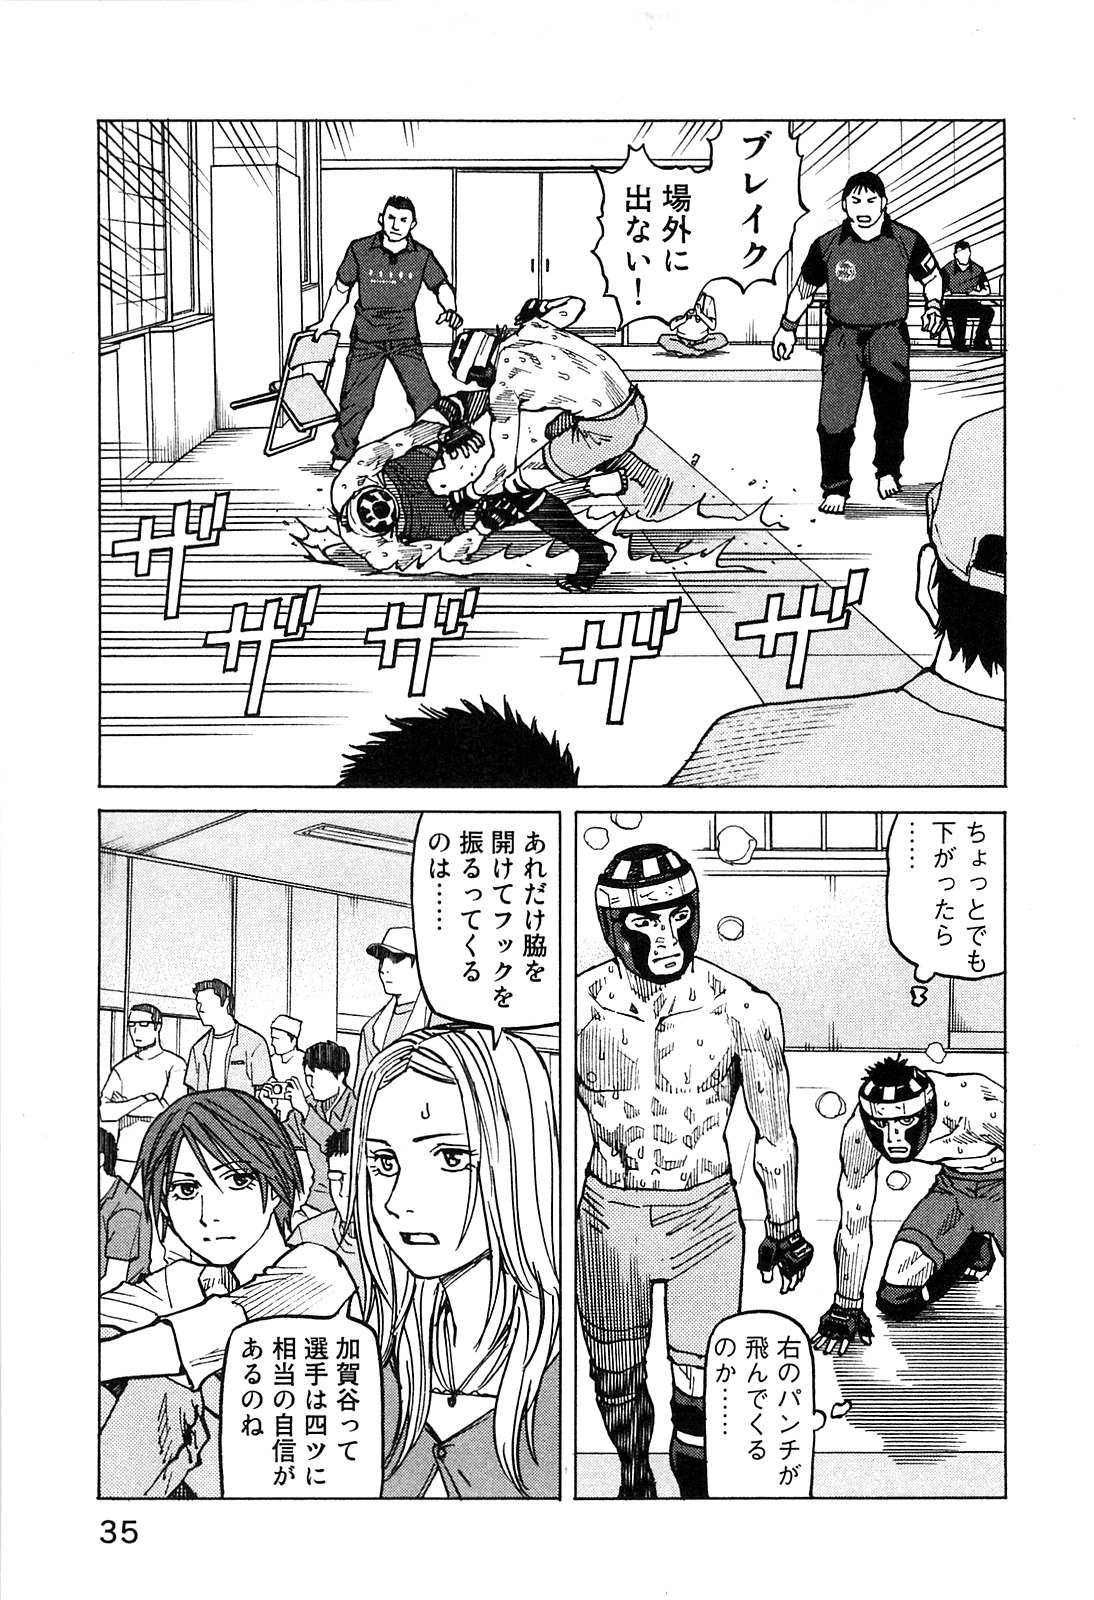 ブレイク
場外に
出ない！
ザ
ザ
ザ
ザ
ザ
ちょっとでも
下がったら
……
右のパンチが
飛んでくる
のか……
あれだけ脇を
開けてフックを
振るってくる
のは……
加賀谷って
選手は四ツに
相当の自信が
あるのね
35